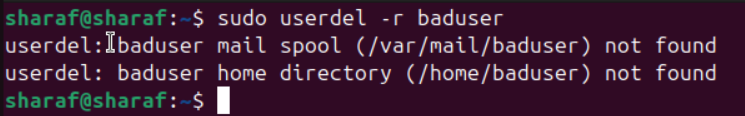 sharaf@sharaf:~$ sudo userdel -r baduser
userdel: baduser mail spool (/var/mail/baduser) not found
userdel: baduser home directory (/home/baduser) not found
sharaf@sharaf:~$